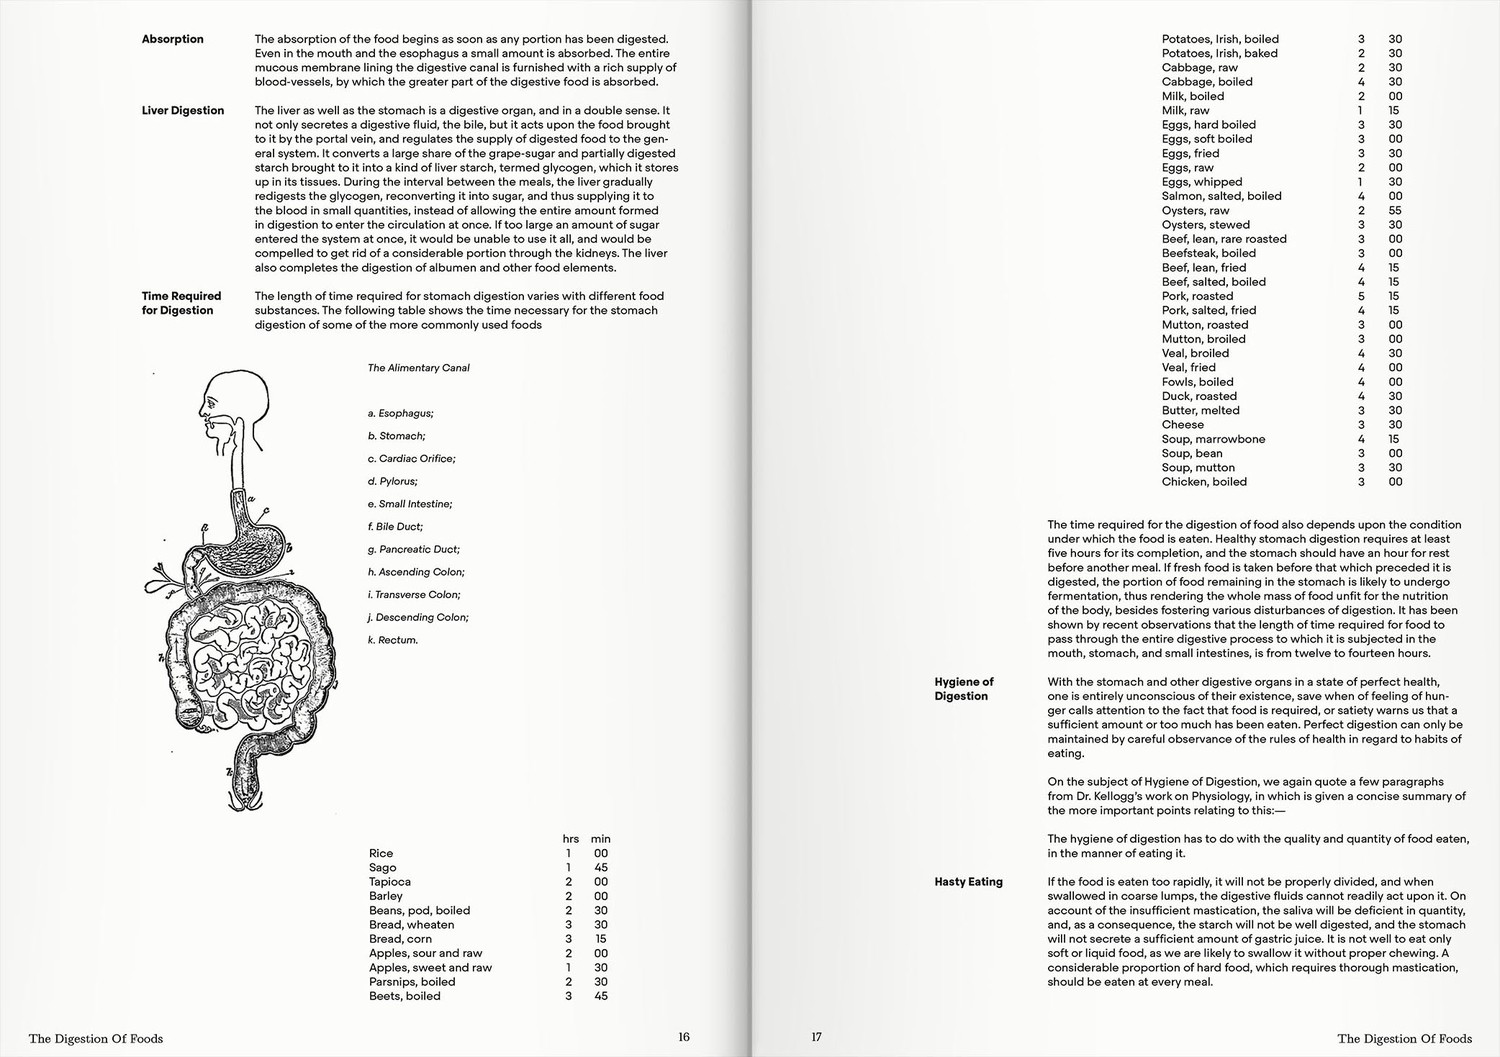 Absorption
The absorption of the food begins as soon as any portion has been digested.
Even in the mouth and the esophagus a small amount is absorbed. The entire
mucous membrane lining the digestive canal is furnished with a rich supply of
blood-vessels, by which the greater part of the digestive food is absorbed.
Liver Digestion
The liver as well as the stomach is a digestive organ, and in a double sense. It
not only secretes a digestive fluid, the bile, but it acts upon the food brought
to it by the portal vein, and regulates the supply of digested food to the gen-
eral system. It converts a large share of the grape-sugar and partially digested
starch brought to it into a kind of liver starch, termed glycogen, which it stores
up in its tissues. During the interval between the meals, the liver gradually
redigests the glycogen, reconverting it into sugar, and thus supplying it to
the blood in small quantities, instead of allowing the entire amount formed
in digestion to enter the circulation at once. If too large an amount of sugar
entered the system at once, it would be unable to use it all, and would be
compelled to get rid of a considerable portion through the kidneys. The liver
also completes the digestion of albumen and other food elements.
Time Required
for Digestion
The length of time required for stomach digestion varies with different food
substances. The following table shows the time necessary for the stomach
digestion of some of the more commonly used foods
The Alimentary Canal
a. Esophagus;
b. Stomach;
c. Cardiac Orifice;
d. Pylorus;
e. Small Intestine;
f. Bile Duct;
g. Pancreatic Duct;
h. Ascending Colon;
i. Transverse Colon;
j. Descending Colon;
k. Rectum.
a
c
b
hrs min
Rice 1 00
Sago 1 45
Tapioca 2 00
Barley 2 00
Beans, pod, boiled 2 30
Bread, wheaten 3 30
Bread, corn 3 15
Apples, sour and raw 2 00
Apples, sweet and raw 1 30
Parsnips, boiled 2 30
Beets, boiled 3 45
The Digestion Of Foods
16
Potatoes, Irish, boiled 3 30
Potatoes, Irish, baked 2 30
Cabbage, raw 2 30
Cabbage, boiled 4 30
Milk, boiled 2 00
Milk, raw 1 15
Eggs, hard boiled 3 30
Eggs, soft boiled 3 00
Eggs, fried 3 30
Eggs, raw 2 00
Eggs, whipped 1 30
Salmon, salted, boiled 4 00
Oysters, raw 2 55
Oysters, stewed 3 30
Beef, lean, rare roasted 3 00
Beefsteak, boiled 3 00
Beef, lean, fried 4 15
Beef, salted, boiled 4 15
Pork, roasted 5 15
Pork, salted, fried 4 15
Mutton, roasted 3 00
Mutton, broiled 3 00
Veal, broiled 4 30
Veal, fried 4 00
Fowls, boiled 4 00
Duck, roasted 4 30
Butter, melted 3 30
Cheese 3 30
Soup, marrowbone 4 15
Soup, bean 3 00
Soup, mutton 3 30
Chicken, boiled 3 00
The time required for the digestion of food also depends upon the condition
under which the food is eaten. Healthy stomach digestion requires at least
five hours for its completion, and the stomach should have an hour for rest
before another meal. If fresh food is taken before that which preceded it is
digested, the portion of food remaining in the stomach is likely to undergo
fermentation, thus rendering the whole mass of food unfit for the nutrition
of the body, besides fostering various disturbances of digestion. It has been
shown by recent observations that the length of time required for food to
pass through the entire digestive process to which it is subjected in the
mouth, stomach, and small intestines, is from twelve to fourteen hours.
Hygiene of
Digestion
With the stomach and other digestive organs in a state of perfect health,
one is entirely unconscious of their existence, save when of feeling of hun-
ger calls attention to the fact that food is required, or satiety warns us that a
sufficient amount or too much has been eaten. Perfect digestion can only be
maintained by careful observance of the rules of health in regard to habits of
eating.
On the subject of Hygiene of Digestion, we again quote a few paragraphs
from Dr. Kellogg's work on Physiology, in which is given a concise summary of
the more important points relating to this:—
The hygiene of digestion has to do with the quality and quantity of food eaten,
in the manner of eating it.
Hasty Eating
If the food is eaten too rapidly, it will not be properly divided, and when
swallowed in coarse lumps, the digestive fluids cannot readily act upon it. On
account of the insufficient mastication, the saliva will be deficient in quantity,
and, as a consequence, the starch will not be well digested, and the stomach
will not secrete a sufficient amount of gastric juice. It is not well to eat only
soft or liquid food, as we are likely to swallow it without proper chewing. A
considerable proportion of hard food, which requires thorough mastication,
should be eaten at every meal.
17
The Digestion Of Foods